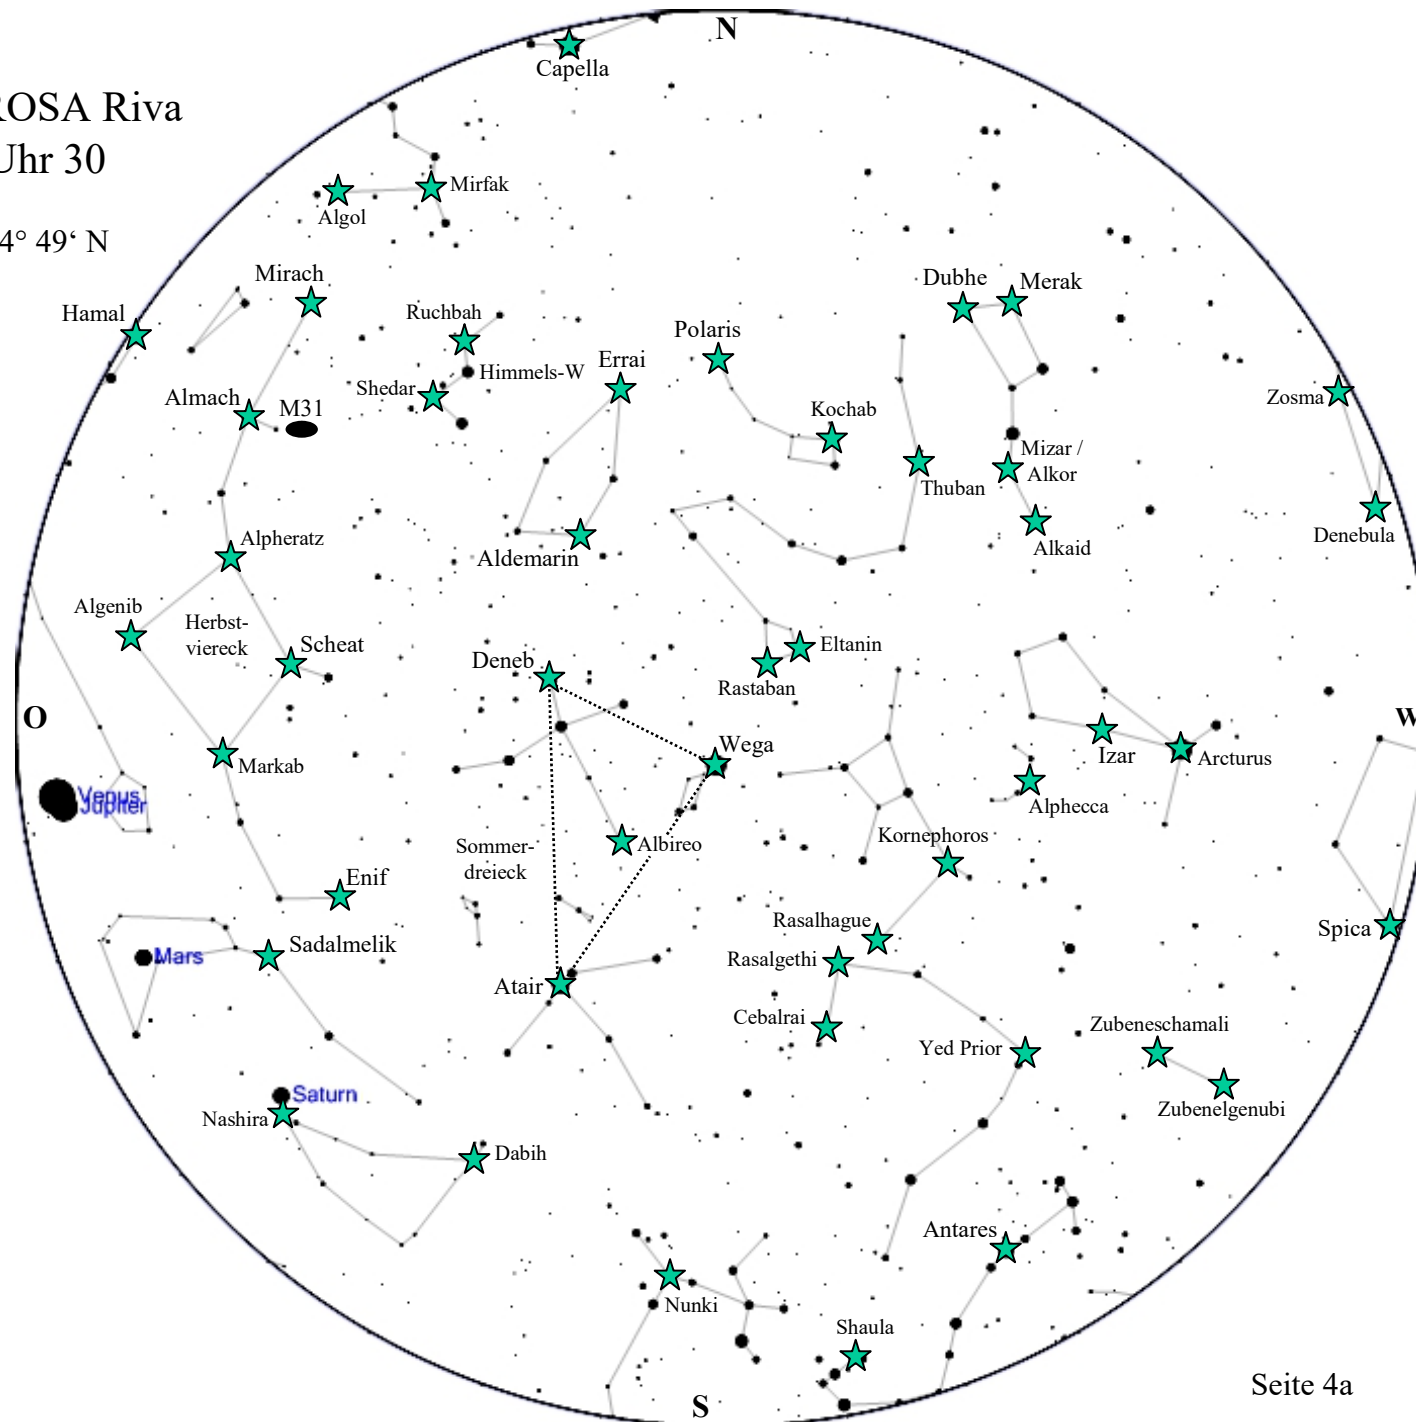 N
Capella
ROSA Riva
Uhr 30
4° 49‘ N
Mirfak
Algol
Mirach
Hamal
Ruchbah
Himmels-W
Shedar
Errai
Polaris
Dubhe
Merak
Almach
M31
Kochab
Zosma
Mizar /
Alkor
Thuban
Alkaid
Denebula
Alpheratz
Aldemarin
Algenib
Herbst-
viereck
Scheat
Deneb
Eltanin
Rastaban
O
W
Markab
Wega
Izar
Arcturus
Venus
Jupiter
Alphecca
Albireo
Kornephoros
Sommer-
dreieck
Enif
Rasalhague
Spica
Sadalmelik
Mars
Rasalgethi
Atair
Cebalrai
Zubeneschamali
Yed Prior
Saturn
Nashira
Zubenelgenubi
Dabih
Antares
Nunki
Shaula
Seite 4a
S